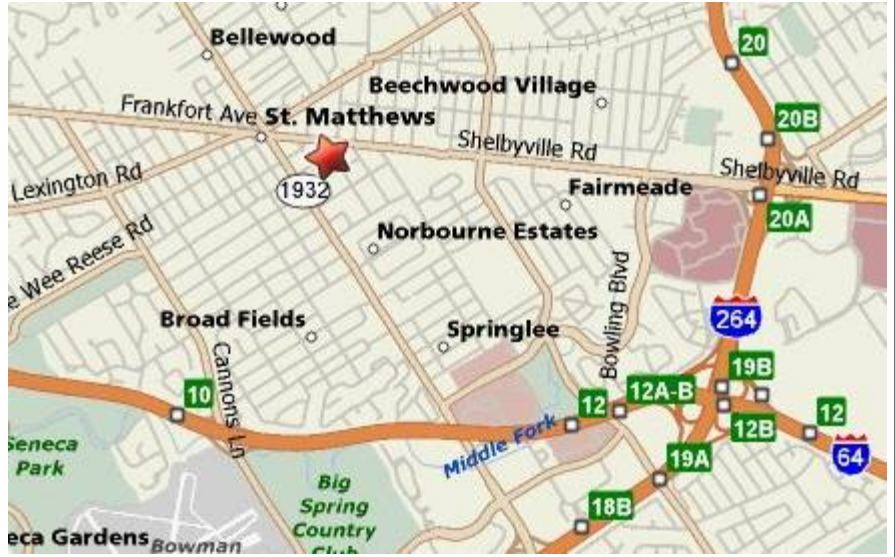 Bellewood
20
Beechwood Village
Frankfort Ave
St. Matthews
20B
Shelbyville Rd
Shelbyville Rd
Lexington Rd
1932
Fairmeade
20A
Norbourne Estates
e Wee Reese Rd
Bowling Blvd
264
Broad Fields
Springlee
Cannons Ln
19B
12A-B
10
12
12
12B
Middle Fork
64
Seneca
Park
19A
Big
Spring
Country
Club
18B
eca Gardens
Bowman